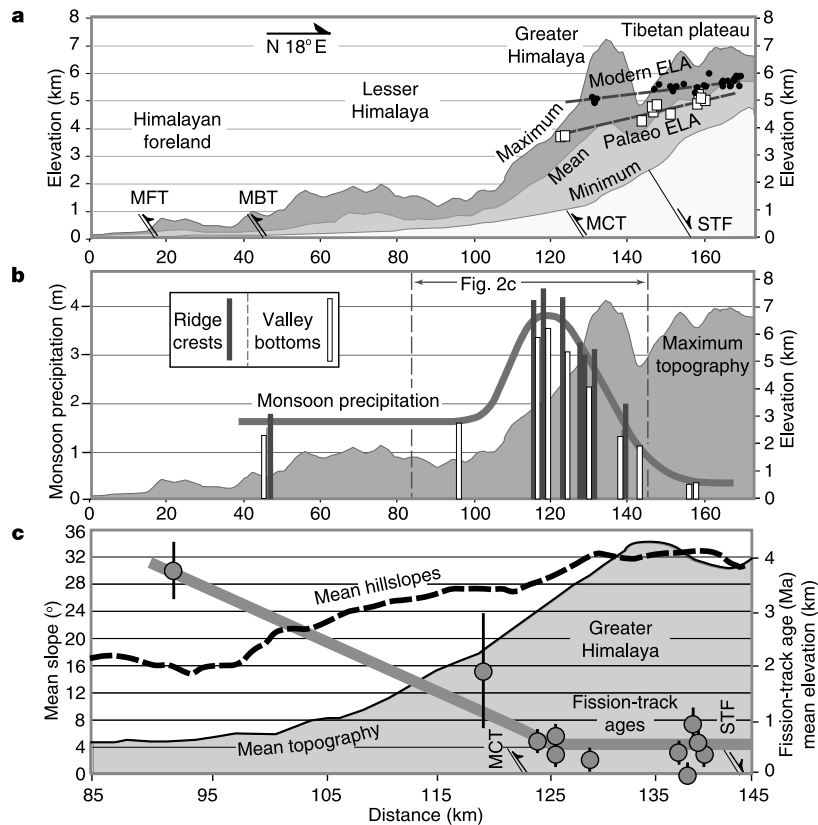 a
N 18° E
Greater
Himalaya
Tibetan plateau
Elevation (km)
8
7
6
5
4
3
2
1
0
Himalayan
foreland
Lesser
Himalaya
Modern ELA
Maximum
Palaeo ELA
Mean
Minimum
MFT
MBT
MCT
STF
8
7
6
5
4
3
2
1
0
Elevation (km)
0 20 40 60 80 100 120 140 160
b
Fig. 2c
Monsoon precipitation (m)
4
3
2
1
0
Ridge
crests
Valley
bottoms
Monsoon precipitation
Maximum
topography
8
7
6
5
4
3
2
1
0
Elevation (km)
0 20 40 60 80 100 120 140 160
c
Mean slope (°)
36
32
28
24
20
16
12
8
4
0
Mean hillslopes
Greater
Himalaya
Fission-track
ages
Mean topography
MCT
STF
4
3
2
1
0
Fission-track age (Ma)
mean elevation (km)
85 95 105 115 125 135 145
Distance (km)